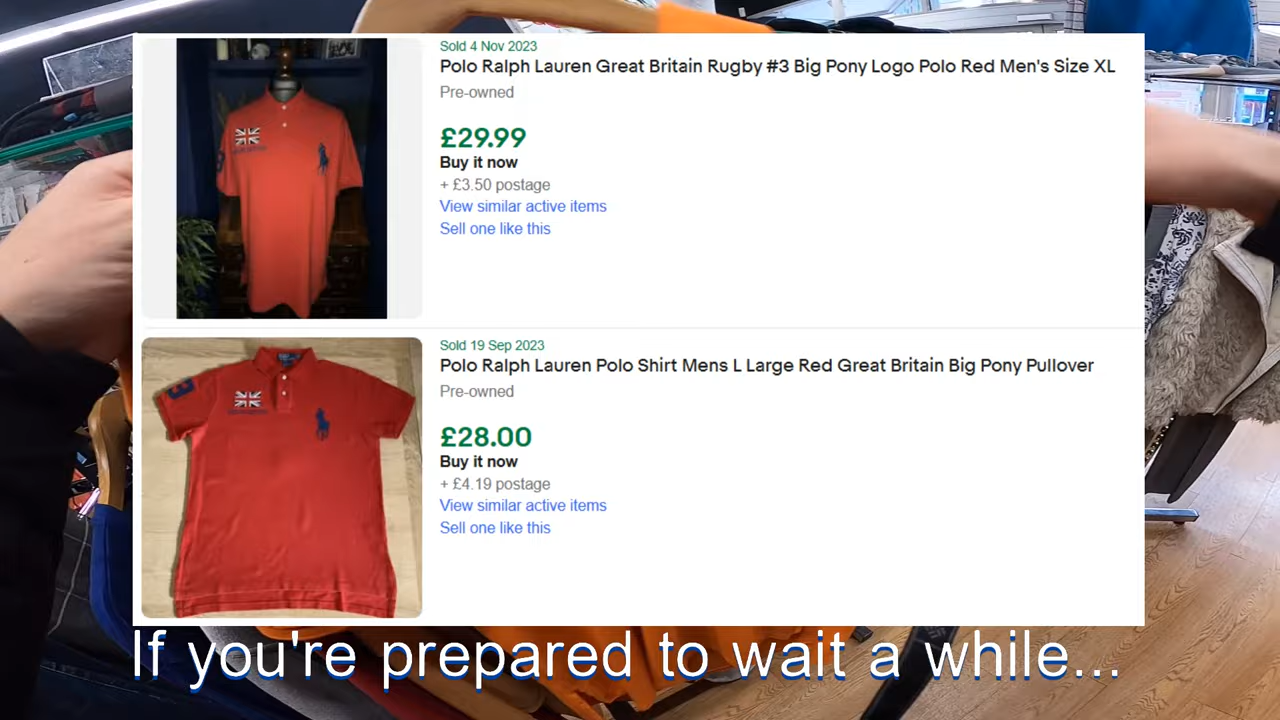 Sold 4 Nov 2023
Polo Ralph Lauren Great Britain Rugby #3 Big Pony Logo Polo Red Men's Size XL
Pre-owned
£29.99
Buy it now
+ £3.50 postage
View similar active items
Sell one like this
Sold 19 Sep 2023
Polo Ralph Lauren Polo Shirt Mens L Large Red Great Britain Big Pony Pullover
Pre-owned
£28.00
Buy it now
+ £4.19 postage
View similar active items
Sell one like this
3
If you're prepared to wait a while...